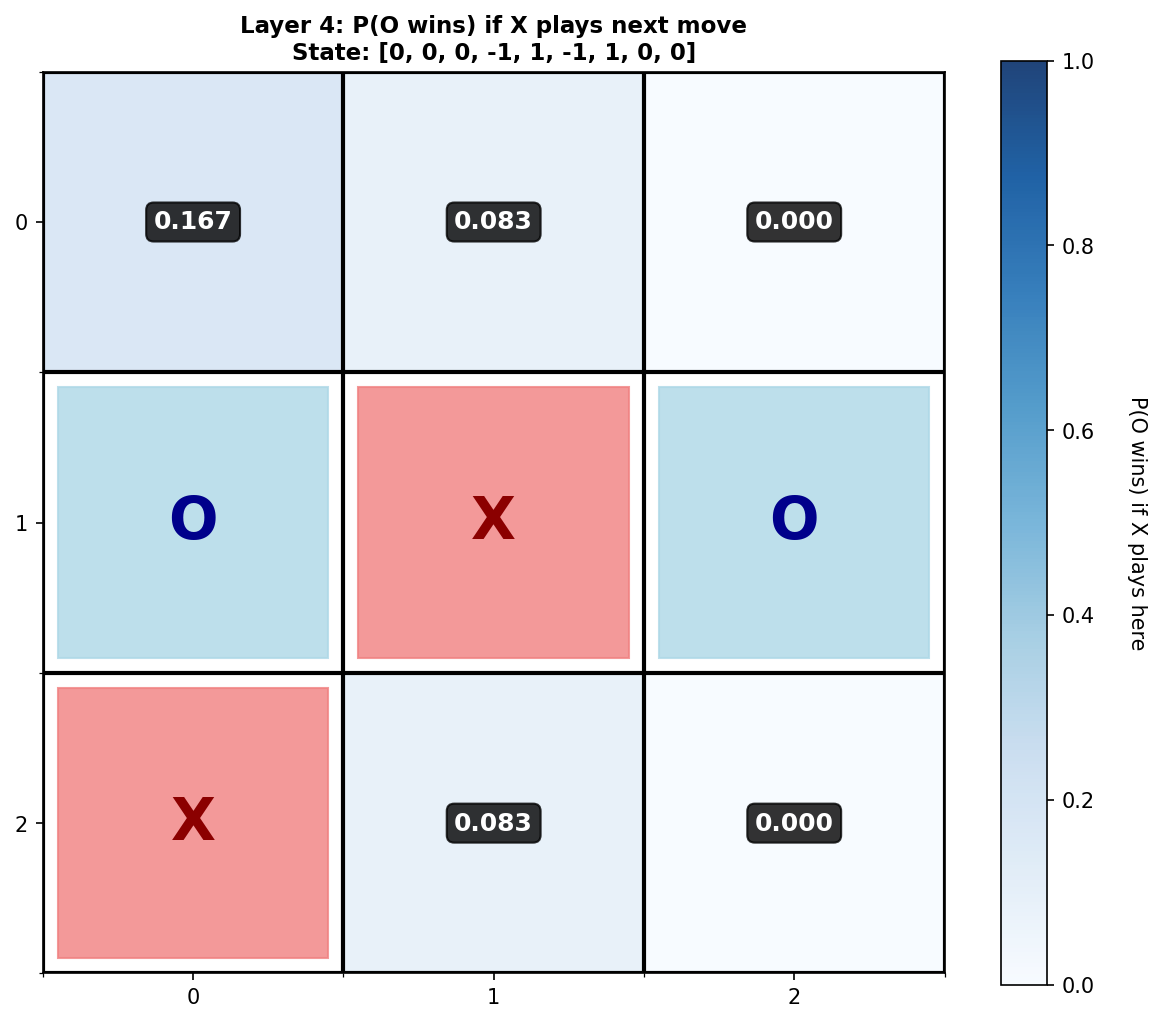 Layer 4: P(O wins) if X plays next move
State: [0, 0, 0, -1, 1, -1, 1, 0, 0]
0
0.167
0.083
0.000
1
O
X
O
2
X
0.083
0.000
0
1
2
1.0
0.8
0.6
0.4
0.2
0.0
P(O wins) if X plays here